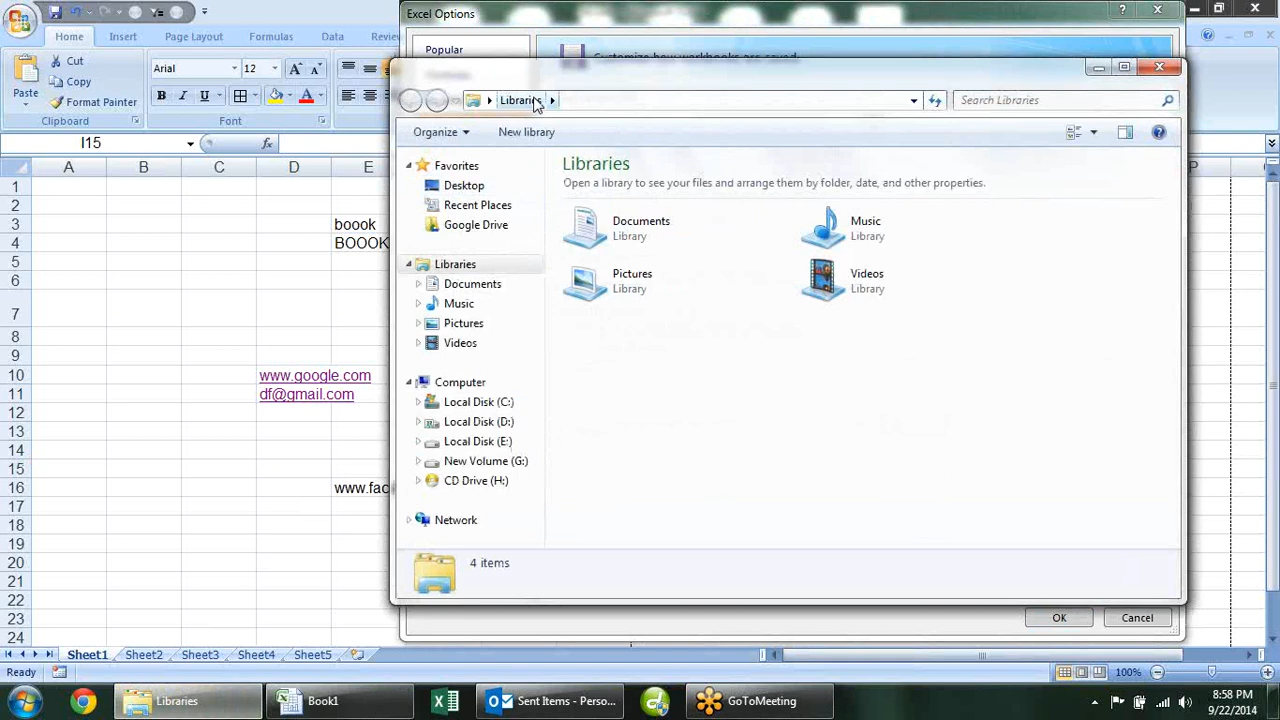 Excel Options
Home Insert Page Layout Formulas Data Review
Popular
Customize how workbooks are saved.
Paste
Cut
Copy
Format Painter
Clipboard
Arial 12
B I U
Font
Libraries
Search Libraries
Organize New library
I15 fx
A B C D E P
1
2
3 boook
4 BOOOK
5
6
7
8
9
10 www.google.com
11 df@gmail.com
12
13
14
15
16 www.fac
17
18
19
20
21
22
23
24
Favorites
Desktop
Recent Places
Google Drive
Libraries
Documents
Music
Pictures
Videos
Computer
Local Disk (C:)
Local Disk (D:)
Local Disk (E:)
New Volume (G:)
CD Drive (H:)
Network
Libraries
Open a library to see your files and arrange them by folder, date, and other properties.
Documents
Library
Music
Library
Pictures
Library
Videos
Library
4 items
OK Cancel
Sheet1 Sheet2 Sheet3 Sheet4 Sheet5
Ready 100%
Libraries Book1 Sent Items - Perso... GoToMeeting
8:58 PM
9/22/2014